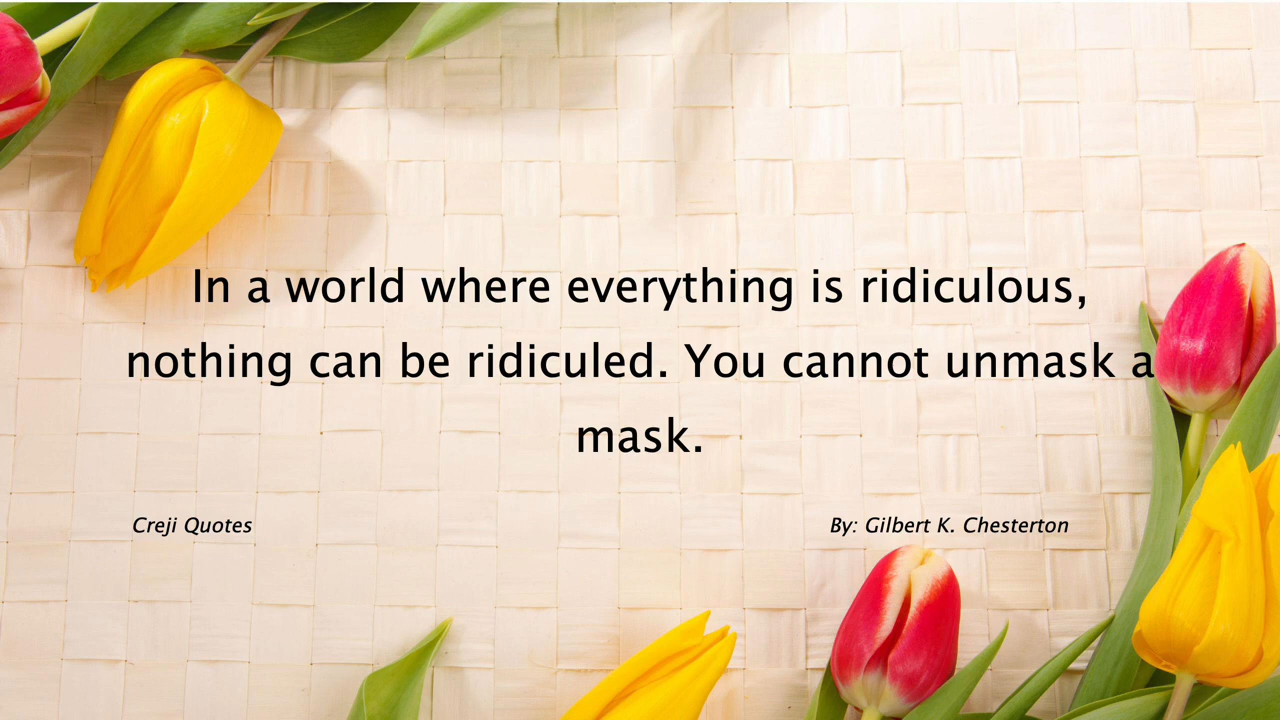 In a world where everything is ridiculous,
nothing can be ridiculed. You cannot unmask a
mask.
Creji Quotes
By: Gilbert K. Chesterton